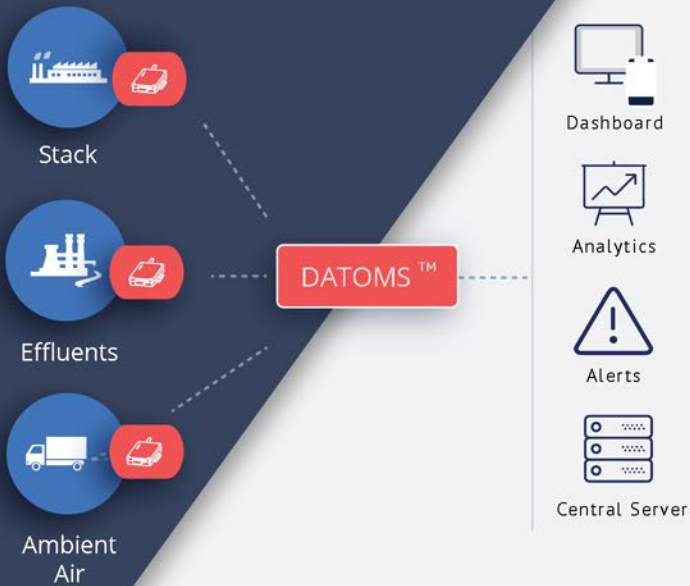 Stack
Effluents
Ambient
Air
DATOMS ™
Dashboard
Analytics
Alerts
Central Server